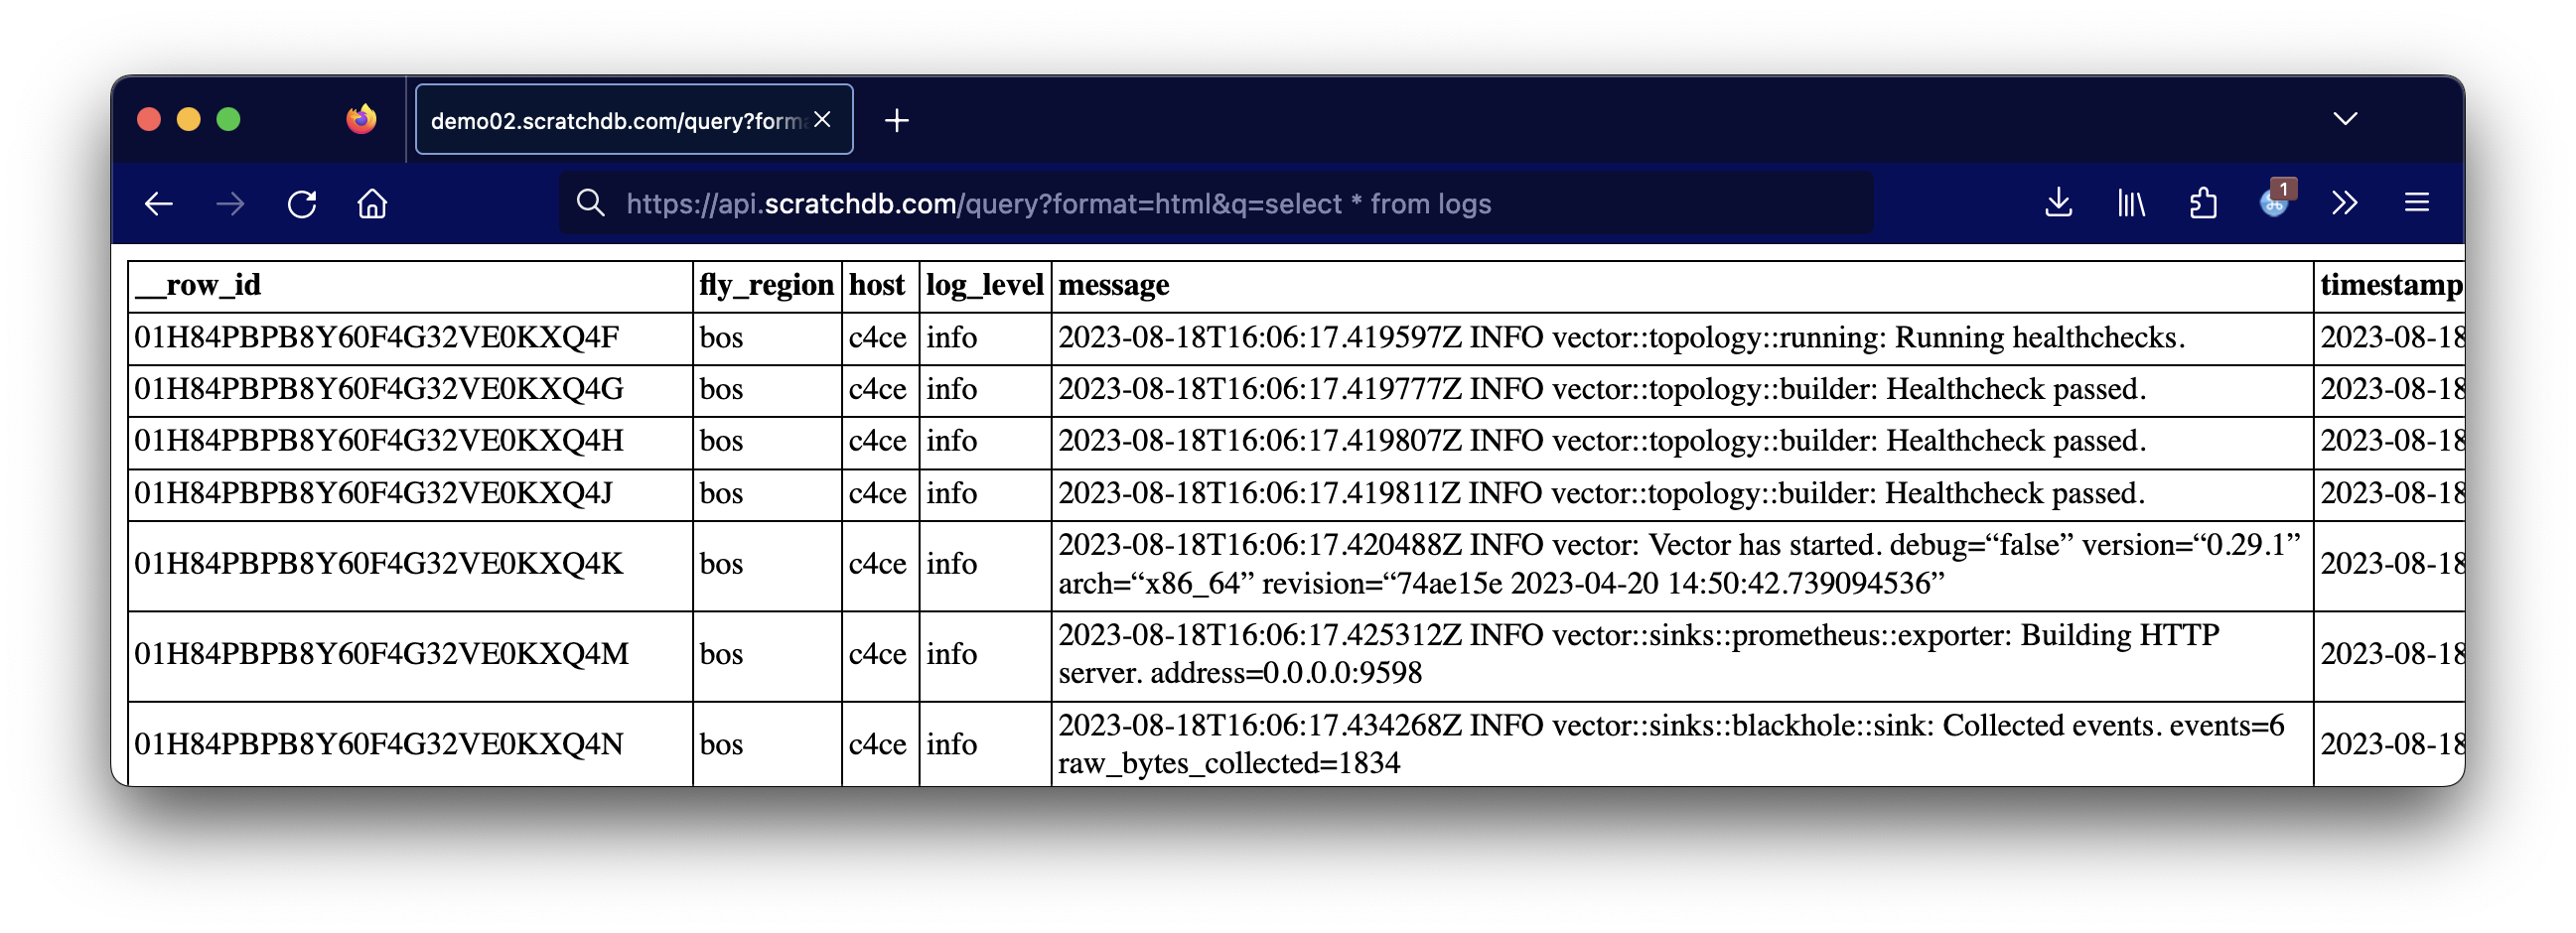 demo02.scratchdb.com/query?form
https://api.scratchdb.com/query?format=html&q=select * from logs
1
__row_id fly_region host log_level message timestamp
01H84PBPB8Y60F4G32VE0KXQ4F bos c4ce info 2023-08-18T16:06:17.419597Z INFO vector::topology::running: Running healthchecks. 2023-08-18
01H84PBPB8Y60F4G32VE0KXQ4G bos c4ce info 2023-08-18T16:06:17.419777Z INFO vector::topology::builder: Healthcheck passed. 2023-08-18
01H84PBPB8Y60F4G32VE0KXQ4H bos c4ce info 2023-08-18T16:06:17.419807Z INFO vector::topology::builder: Healthcheck passed. 2023-08-18
01H84PBPB8Y60F4G32VE0KXQ4J bos c4ce info 2023-08-18T16:06:17.419811Z INFO vector::topology::builder: Healthcheck passed. 2023-08-18
01H84PBPB8Y60F4G32VE0KXQ4K bos c4ce info 2023-08-18T16:06:17.420488Z INFO vector: Vector has started. debug=“false” version=“0.29.1” 2023-08-18
arch=“x86_64” revision=“74ae15e 2023-04-20 14:50:42.739094536”
01H84PBPB8Y60F4G32VE0KXQ4M bos c4ce info 2023-08-18T16:06:17.425312Z INFO vector::sinks::prometheus::exporter: Building HTTP 2023-08-18
server. address=0.0.0.0:9598
01H84PBPB8Y60F4G32VE0KXQ4N bos c4ce info 2023-08-18T16:06:17.434268Z INFO vector::sinks::blackhole::sink: Collected events. events=6 2023-08-18
raw_bytes_collected=1834